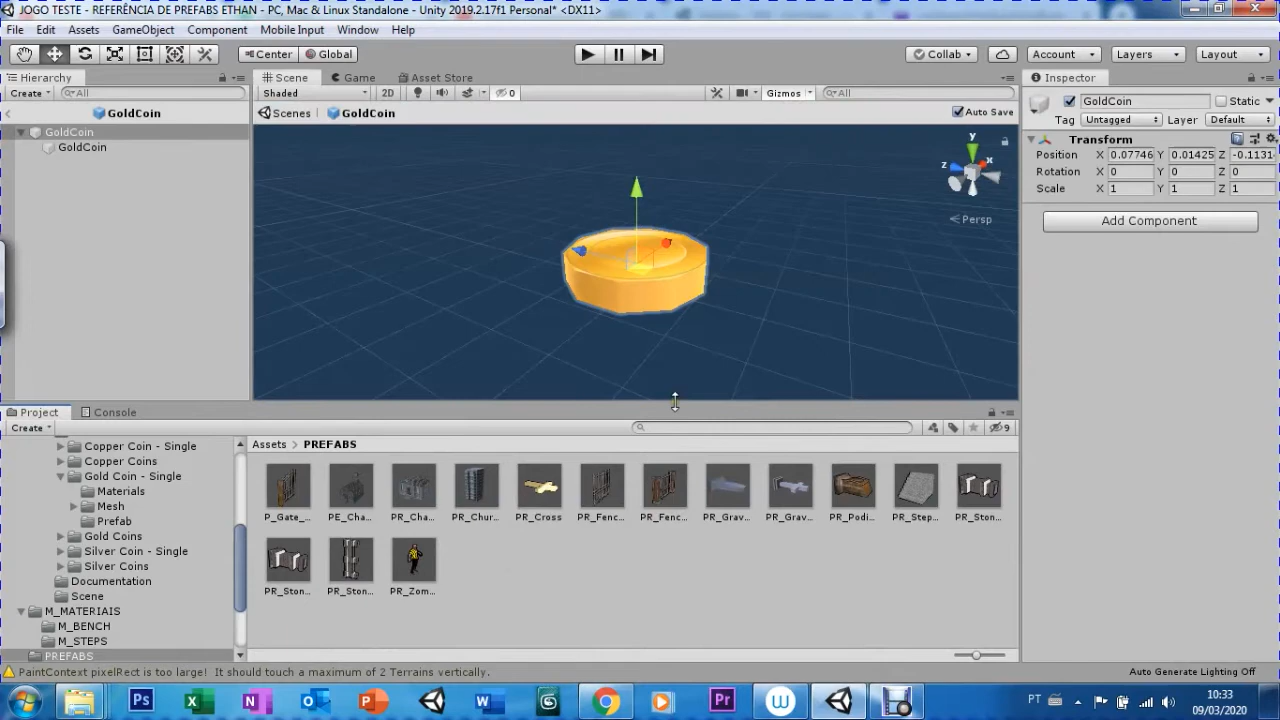 JOGO TESTE - REFERÊNCIA DE PREFABS ETHAN - PC, Mac & Linux Standalone - Unity 2019.2.17f1 Personal* <DX11>
File Edit Assets GameObject Component Mobile Input Window Help
Center Global Collab Account Layers Layout
Hierarchy
Create All
GoldCoin
GoldCoin
GoldCoin
Scene Game Asset Store
Shaded 2D 0 Gizmos All
Scenes GoldCoin Auto Save
y
x
z
Persp
Inspector
GoldCoin Static
Tag Untagged Layer Default
Transform
Position X 0.07746 Y 0.01425 Z -0.1131
Rotation X 0 Y 0 Z 0
Scale X 1 Y 1 Z 1
Add Component
Project Console
Create 9
Copper Coin - Single
Copper Coins
Gold Coin - Single
Materials
Mesh
Prefab
Gold Coins
Silver Coin - Single
Silver Coins
Documentation
Scene
M_MATERIAIS
M_BENCH
M_STEPS
PREFABS
Assets PREFABS
P_Gate_... PE_Cha... PR_Cha... PR_Chur... PR_Cross PR_Fenc... PR_Fenc... PR_Grav... PR_Grav... PR_Podi... PR_Step... PR_Ston...
PR_Ston... PR_Ston... PR_Zom...
PaintContext pixelRect is too large! It should touch a maximum of 2 Terrains vertically.
Auto Generate Lighting Off
Ps X N O P W W Pr PT 10:33
09/03/2020